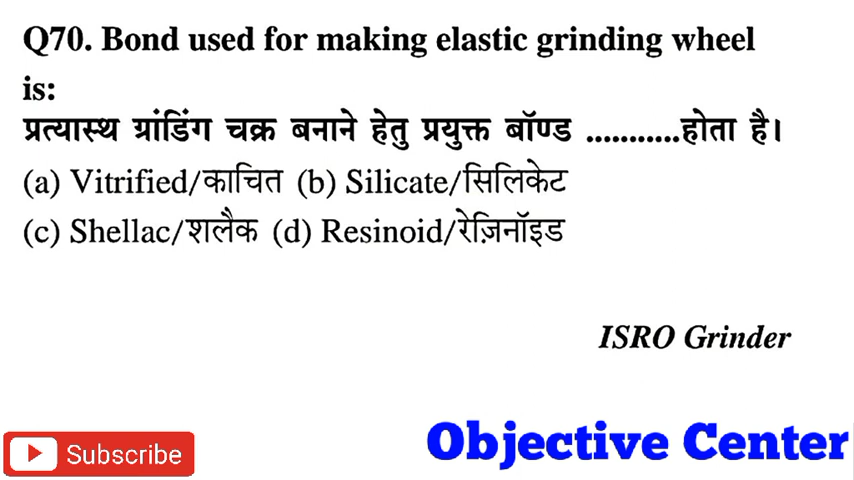 Q70. Bond used for making elastic grinding wheel
is:
प्रत्यास्थ ग्रांडिंग चक्र बनाने हेतु प्रयुक्त बॉण्ड ...........होता है।
(a) Vitrified/काचित (b) Silicate/सिलिकेट
(c) Shellac/शलैक (d) Resinoid/रेज़िनॉइड
ISRO Grinder
Objective Center
Subscribe